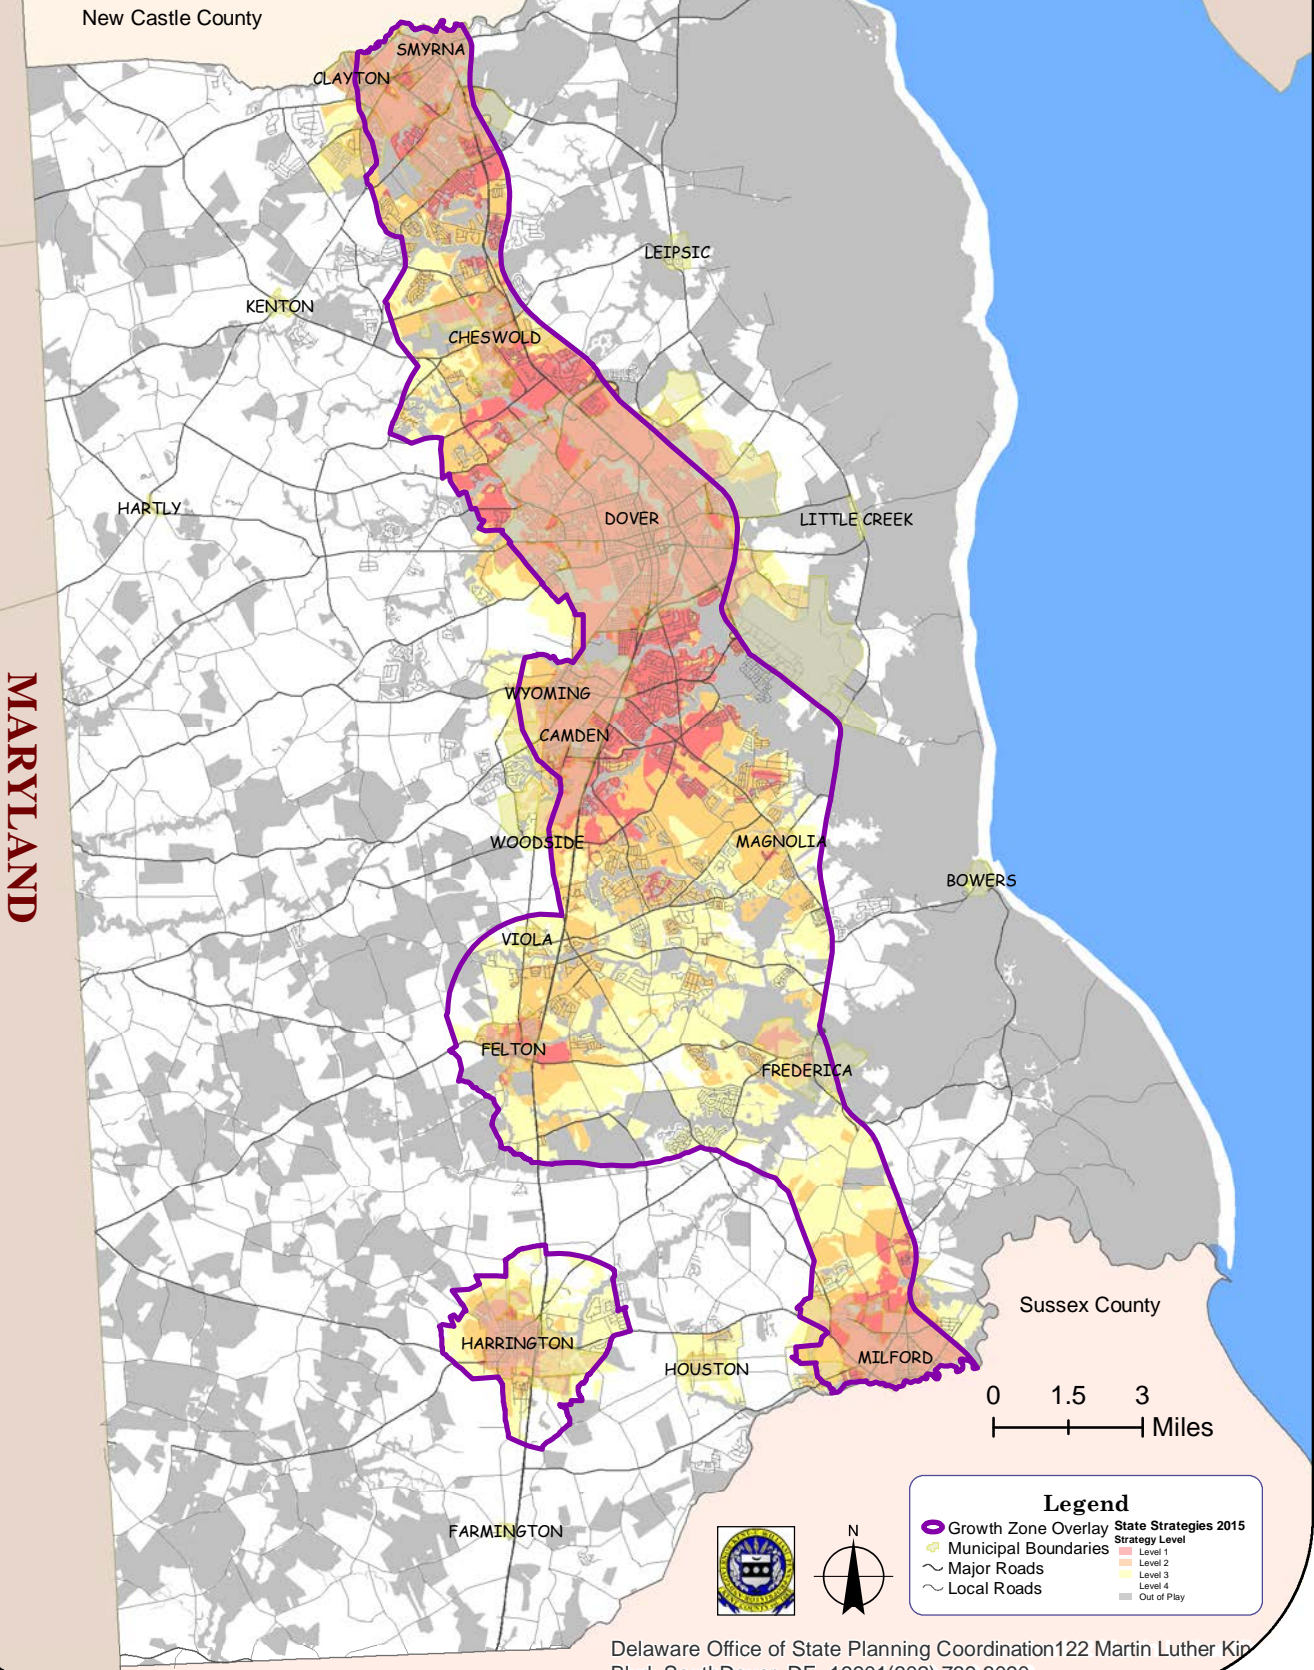 New Castle County
SMYRNA
CLAYTON
LEIPSIC
KENTON
CHESWOLD
HARTLY
DOVER
LITTLE CREEK
MARYLAND
WYOMING
CAMDEN
WOODSIDE
MAGNOLIA
BOWERS
VIOLA
FELTON
FREDERICA
Sussex County
HARRINGTON
HOUSTON
MILFORD
0 1.5 3
Miles
FARMINGTON
Legend
Growth Zone Overlay
Municipal Boundaries
Major Roads
Local Roads
State Strategies 2015
Strategy Level
Level 1
Level 2
Level 3
Level 4
Out of Play
N
Delaware Office of State Planning Coordination122 Martin Luther Kin